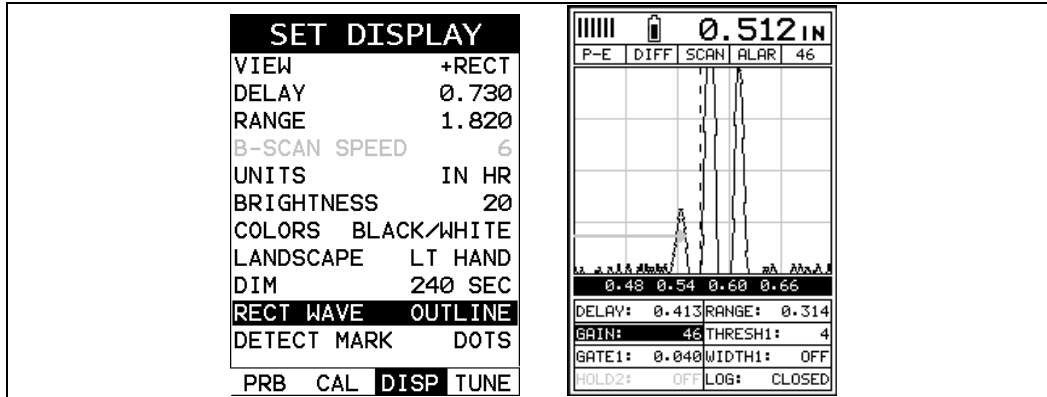 SET DISPLAY
VIEW +RECT
DELAY 0.730
RANGE 1.820
B-SCAN SPEED 6
UNITS IN HR
BRIGHTNESS 20
COLORS BLACK/WHITE
LANDSCAPE LT HAND
DIM 240 SEC
RECT WAVE OUTLINE
DETECT MARK DOTS
PRB CAL DISP TUNE
0.512 IN
P-E DIFF SCAN ALAR 46
0.48 0.54 0.60 0.66
DELAY: 0.413 RANGE: 0.314
GAIN: 46 THRESH1: 4
GATE1: 0.040 WIDTH1: OFF
HOLD2: OFF LOG: CLOSED